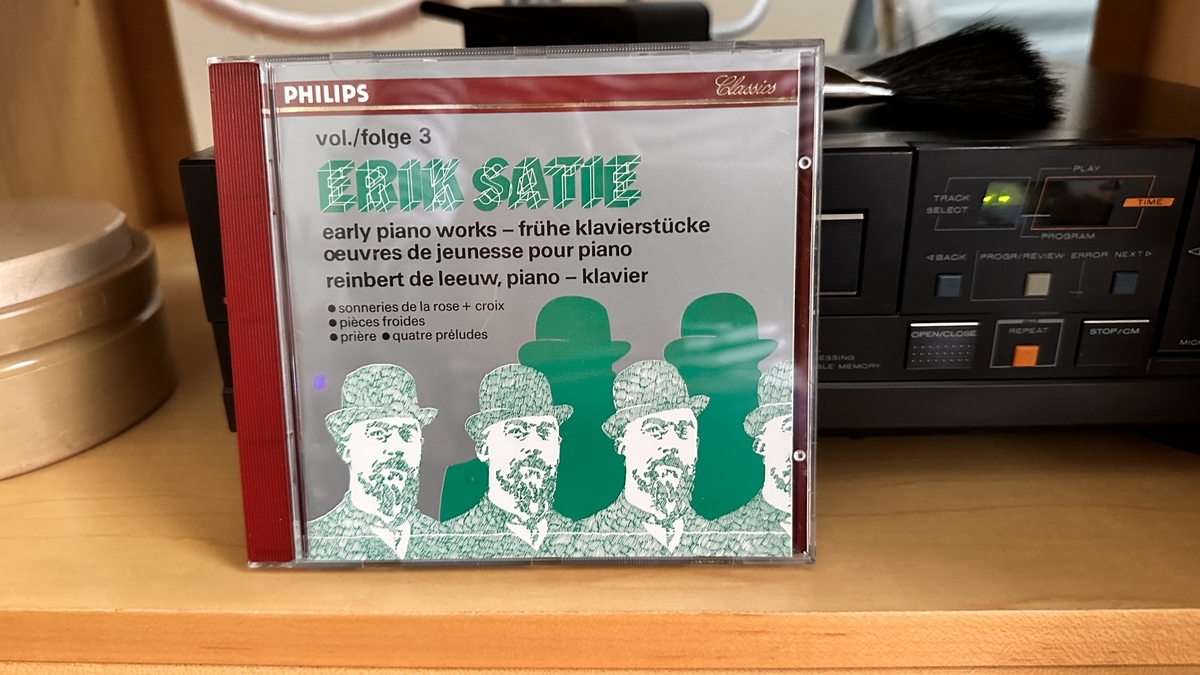 PHILIPS
Classics
vol./folge 3
ERIK SATIE
early piano works – frühe klavierstücke
œuvres de jeunesse pour piano
reinbert de leeuw, piano – klavier
● sonneries de la rose + croix
● pièces froides
● prière ● quatre préludes
PLAY
TRACK
SELECT
TIME
PROGRAM
◁BACK
PROGR/REVIEW
ERROR
NEXT▷
OPEN/CLOSE
REPEAT
STOP/CM
MEMORY